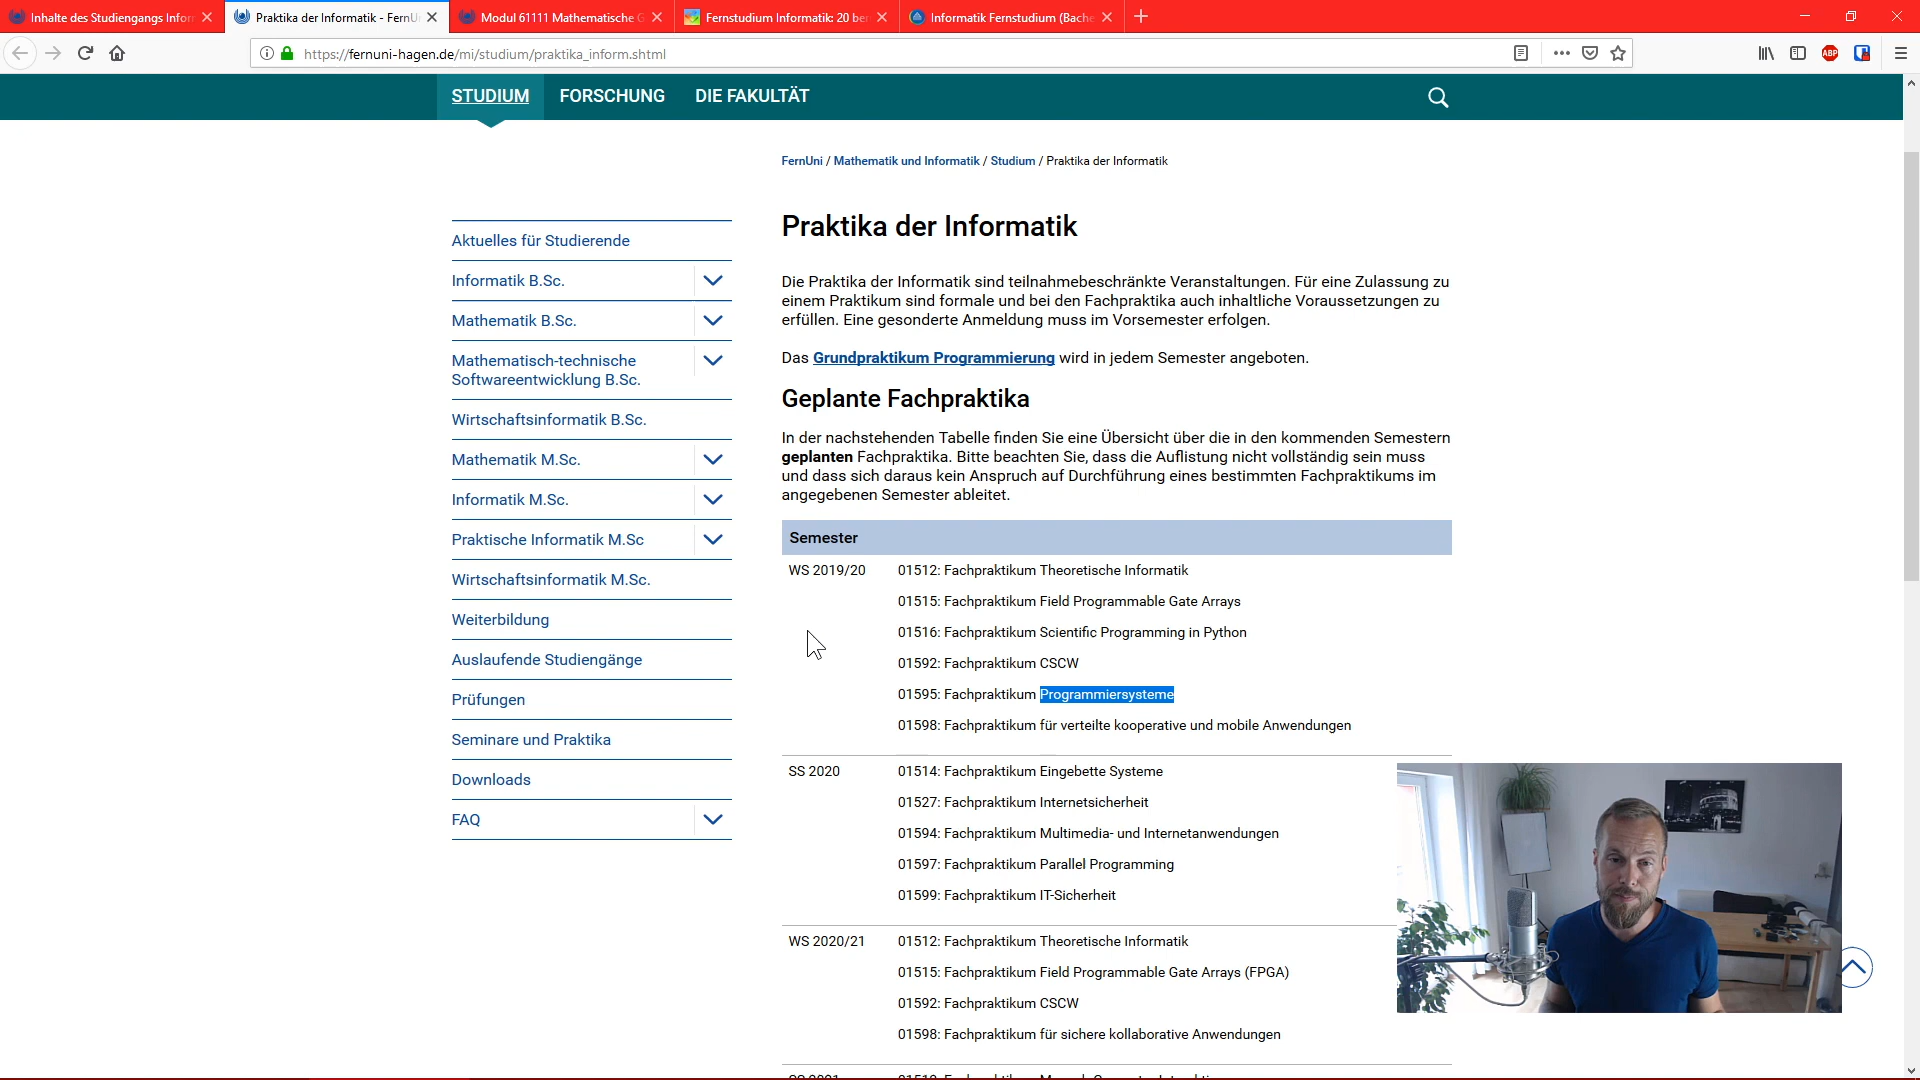 Inhalte des Studiengangs Infor
Praktika der Informatik - FernU
Modul 61111 Mathematische G
Fernstudium Informatik: 20 be
Informatik Fernstudium (Bache
https://fernuni-hagen.de/mi/studium/praktika_inform.shtml
ABP
STUDIUM
FORSCHUNG
DIE FAKULTÄT
FernUni / Mathematik und Informatik / Studium / Praktika der Informatik
Aktuelles für Studierende
Informatik B.Sc.
Mathematik B.Sc.
Mathematisch-technische
Softwareentwicklung B.Sc.
Wirtschaftsinformatik B.Sc.
Mathematik M.Sc.
Informatik M.Sc.
Praktische Informatik M.Sc
Wirtschaftsinformatik M.Sc.
Weiterbildung
Auslaufende Studiengänge
Prüfungen
Seminare und Praktika
Downloads
FAQ
Praktika der Informatik
Die Praktika der Informatik sind teilnahmebeschränkte Veranstaltungen. Für eine Zulassung zu
einem Praktikum sind formale und bei den Fachpraktika auch inhaltliche Voraussetzungen zu
erfüllen. Eine gesonderte Anmeldung muss im Vorsemester erfolgen.
Das Grundpraktikum Programmierung wird in jedem Semester angeboten.
Geplante Fachpraktika
In der nachstehenden Tabelle finden Sie eine Übersicht über die in den kommenden Semestern
geplanten Fachpraktika. Bitte beachten Sie, dass die Auflistung nicht vollständig sein muss
und dass sich daraus kein Anspruch auf Durchführung eines bestimmten Fachpraktikums im
angegebenen Semester ableitet.
Semester
WS 2019/20 01512: Fachpraktikum Theoretische Informatik
01515: Fachpraktikum Field Programmable Gate Arrays
01516: Fachpraktikum Scientific Programming in Python
01592: Fachpraktikum CSCW
01595: Fachpraktikum Programmiersysteme
01598: Fachpraktikum für verteilte kooperative und mobile Anwendungen
SS 2020 01514: Fachpraktikum Eingebette Systeme
01527: Fachpraktikum Internetsicherheit
01594: Fachpraktikum Multimedia- und Internetanwendungen
01597: Fachpraktikum Parallel Programming
01599: Fachpraktikum IT-Sicherheit
WS 2020/21 01512: Fachpraktikum Theoretische Informatik
01515: Fachpraktikum Field Programmable Gate Arrays (FPGA)
01592: Fachpraktikum CSCW
01598: Fachpraktikum für sichere kollaborative Anwendungen